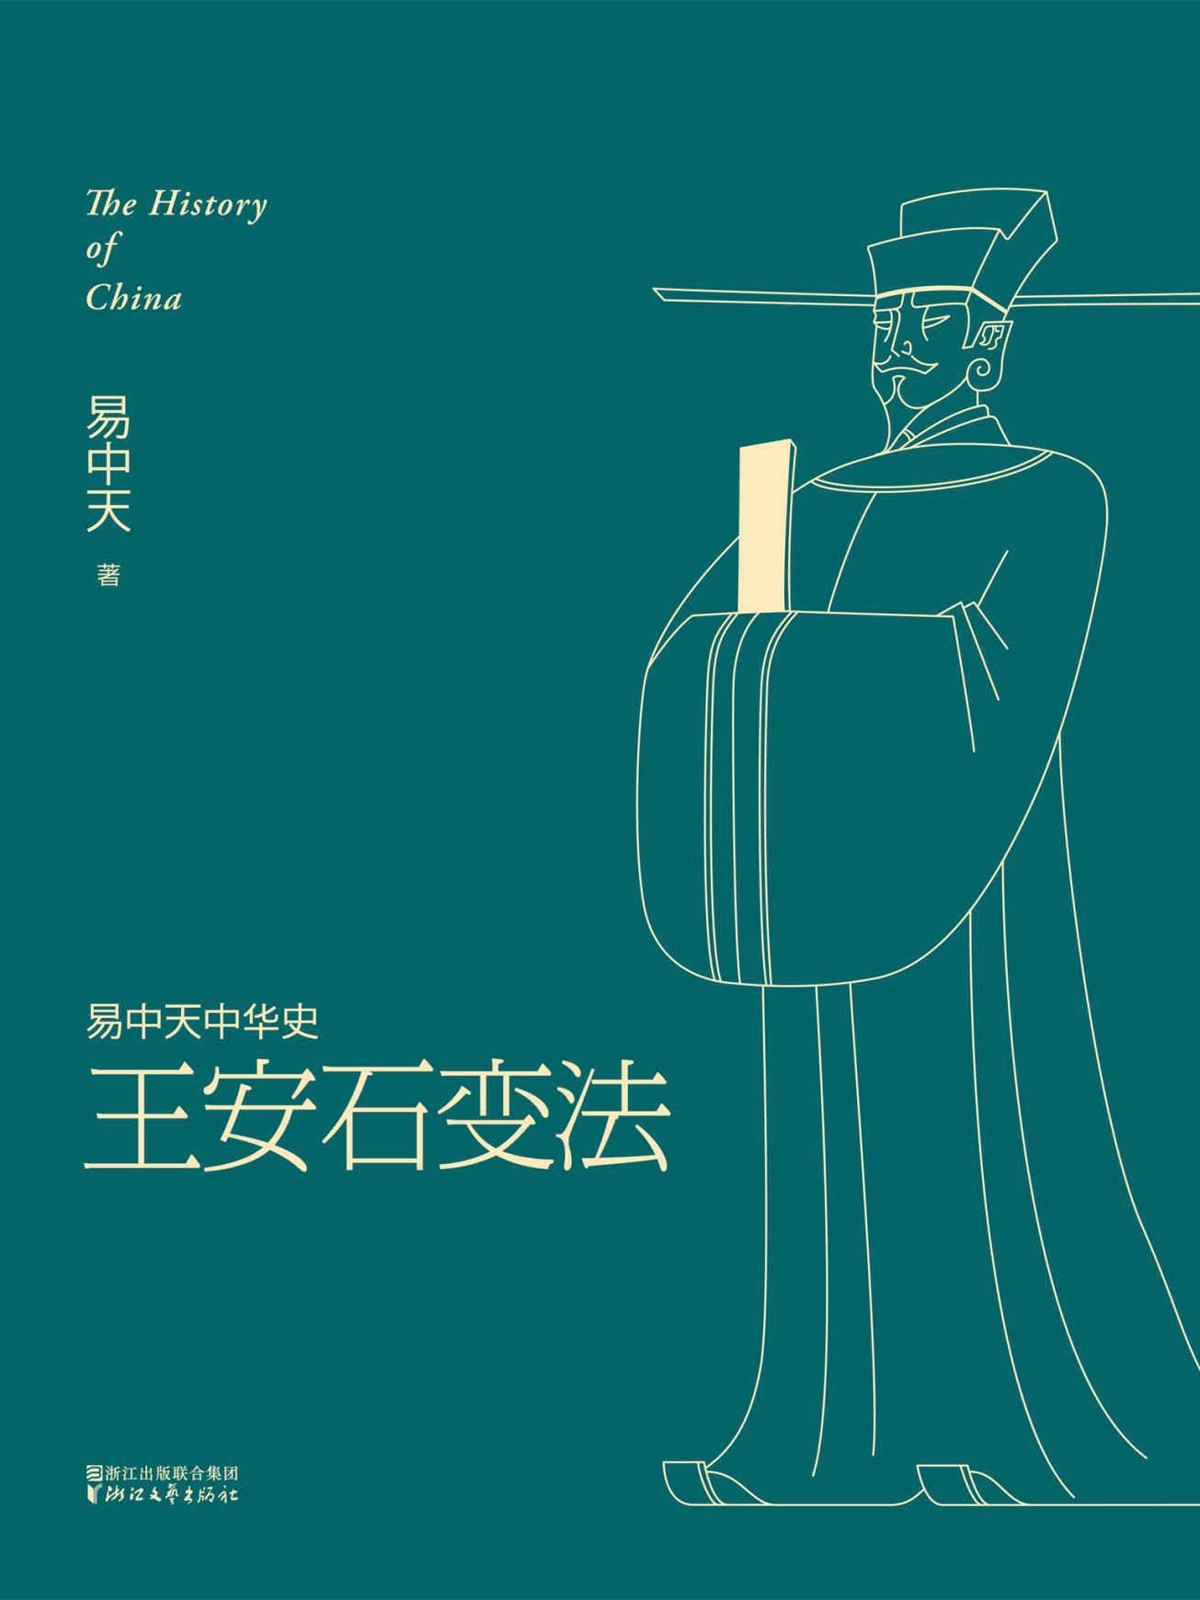 The History
of
China
易中天
著
易中天中华史
王安石变法
浙江出版联合集团
浙江文艺出版社